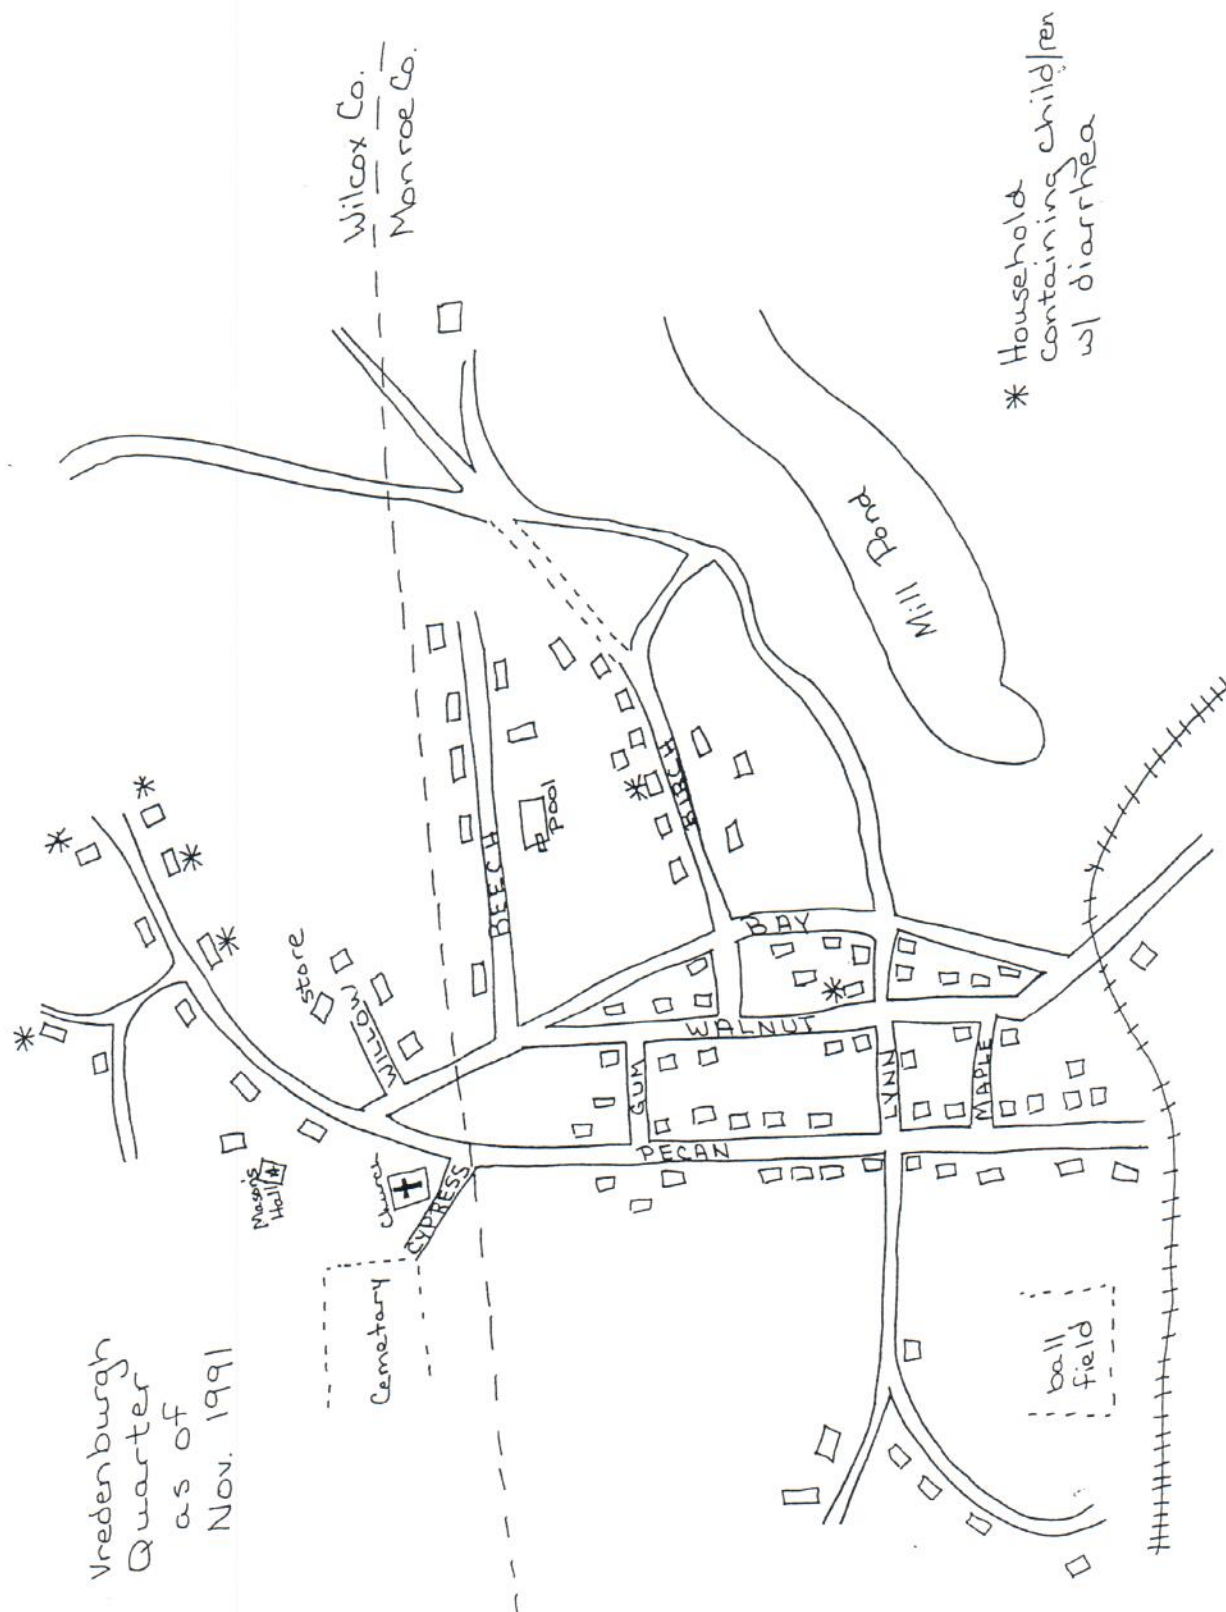 Vredenburgh
Quarter
as of
Nov. 1991
Wilcox Co.
Monroe Co.
Mason's
Hall
church
Cemetary
CYPRESS
Store
WILLOW
BEECH
Pool
BIRCH
BAY
WALNUT
GUM
PECAN
LYNN
MAPLE
Mill Pond
ball
field
* Household
containing child/ren
w/ diarrhea